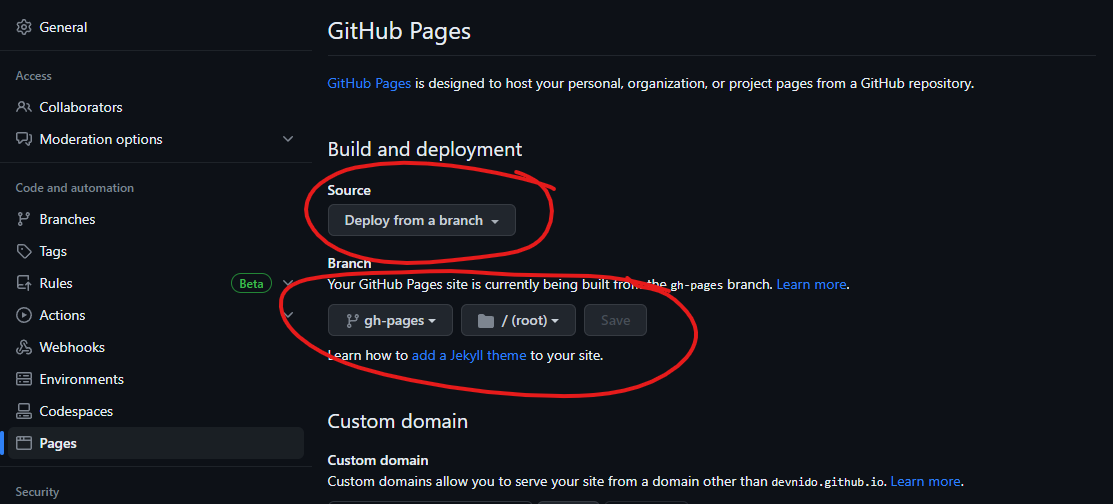 General
Access
Collaborators
Moderation options
Code and automation
Branches
Tags
Rules Beta
Actions
Webhooks
Environments
Codespaces
Pages
Security
GitHub Pages
GitHub Pages is designed to host your personal, organization, or project pages from a GitHub repository.
Build and deployment
Source
Deploy from a branch
Branch
Your GitHub Pages site is currently being built from the gh-pages branch. Learn more.
gh-pages / (root) Save
Learn how to add a Jekyll theme to your site.
Custom domain
Custom domain
Custom domains allow you to serve your site from a domain other than devnido.github.io. Learn more.